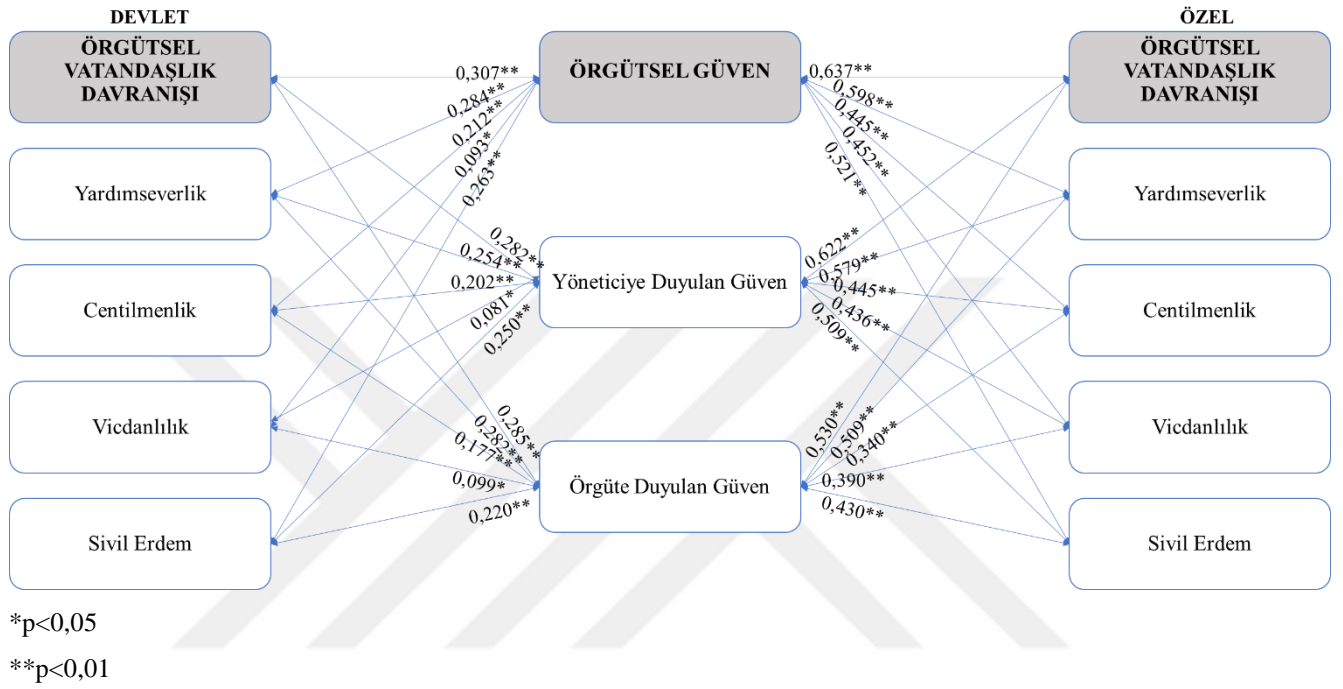 DEVLET
ÖZEL
ÖRGÜTSEL
VATANDAŞLIK
DAVRANIŞI
ÖRGÜTSEL GÜVEN
ÖRGÜTSEL
VATANDAŞLIK
DAVRANIŞI
0,307**
0,284**
0,212**
0,093*
0,263**
0,637**
0,598**
0,445**
0,452**
0,521**
Yardımseverlik
Yardımseverlik
0,282**
0,254**
0,202**
0,081*
0,250**
Yöneticiye Duyulan Güven
0,622**
0,579**
0,445**
0,436**
0,509**
Centilmenlik
Centilmenlik
Vicdanlılık
Vicdanlılık
0,285**
0,282**
0,177**
0,099*
0,220**
Örgüte Duyulan Güven
0,530**
0,509**
0,340**
0,390**
0,430**
Sivil Erdem
Sivil Erdem
*p<0,05
**p<0,01